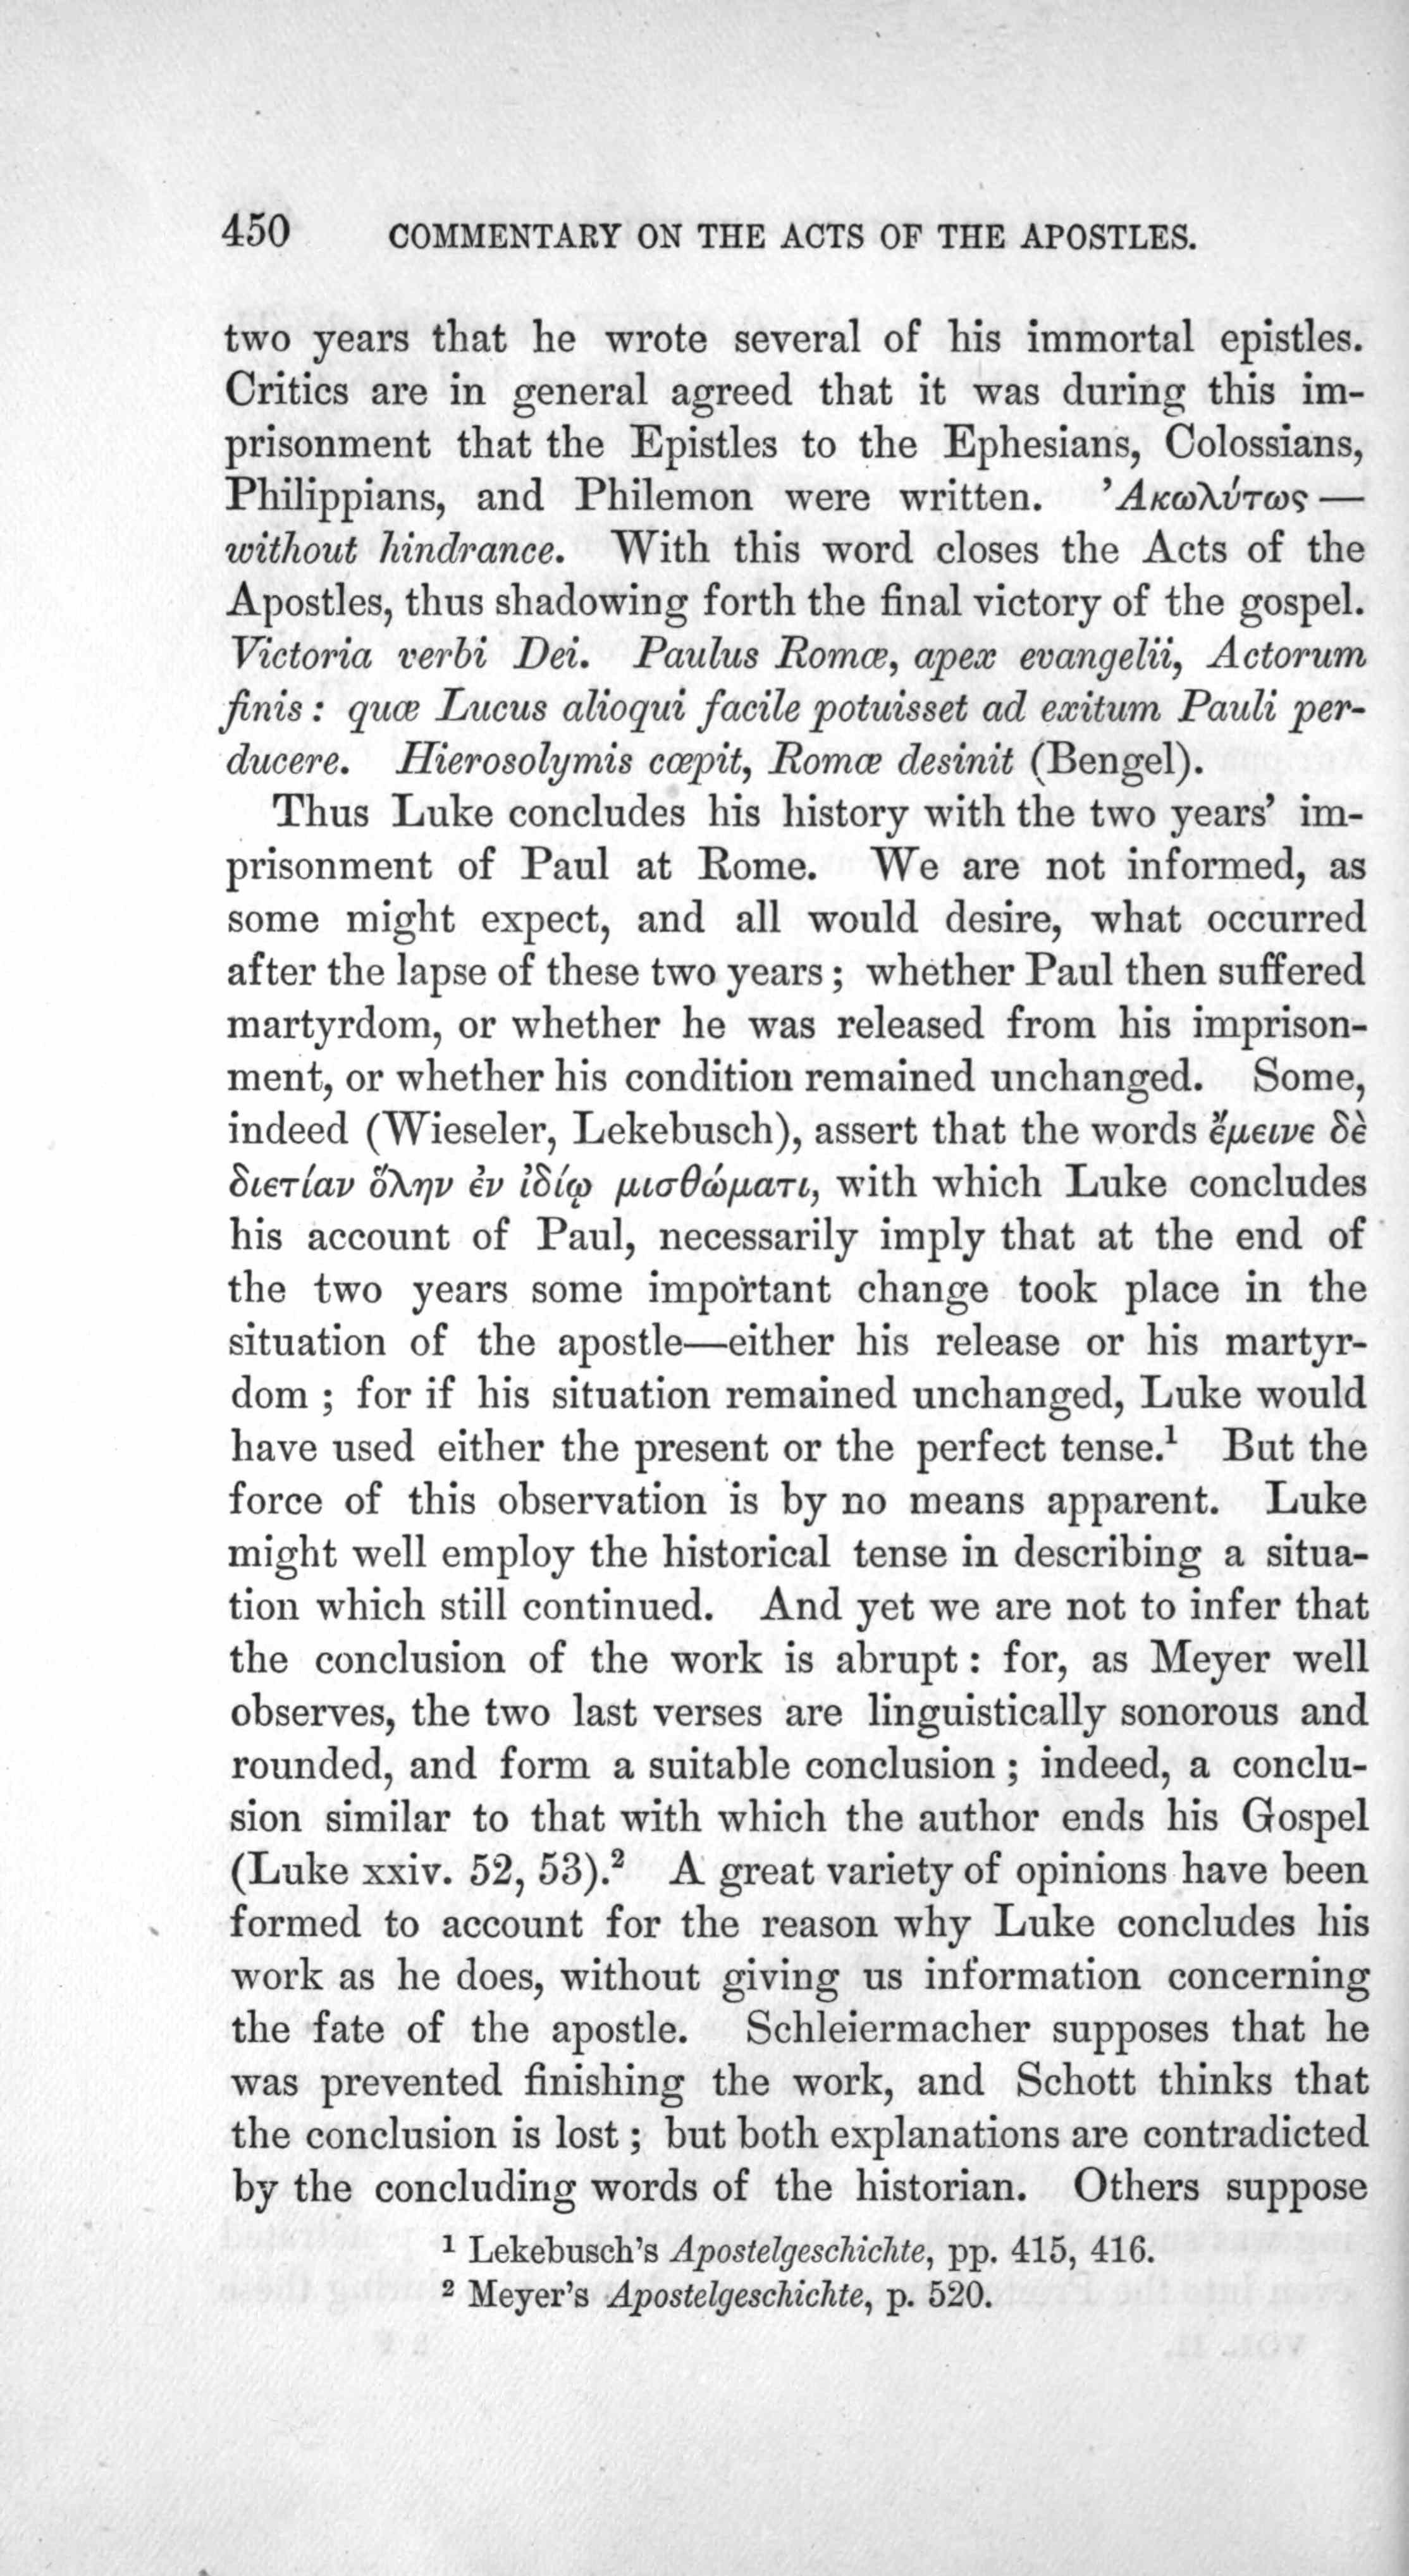 450 COMMENTARY ON THE ACTS OF THE APOSTLES.
two years that he wrote several of his immortal epistles.
Critics are in general agreed that it was during this im-
prisonment that the Epistles to the Ephesians, Colossians,
Philippians, and Philemon were written. Ἀκωλύτως —
without hindrance. With this word closes the Acts of the
Apostles, thus shadowing forth the final victory of the gospel.
Victoria verbi Dei. Paulus Romæ, apex evangelii, Actorum
finis: quæ Lucus alioqui facile potuisset ad exitum Pauli per-
ducere. Hierosolymis cœpit, Romæ desinit (Bengel).
Thus Luke concludes his history with the two years' im-
prisonment of Paul at Rome. We are not informed, as
some might expect, and all would desire, what occurred
after the lapse of these two years; whether Paul then suffered
martyrdom, or whether he was released from his imprison-
ment, or whether his condition remained unchanged. Some,
indeed (Wieseler, Lekebusch), assert that the words ἔμεινε δὲ
διετίαν ὅλην ἐν ἰδίῳ μισθώματι, with which Luke concludes
his account of Paul, necessarily imply that at the end of
the two years some important change took place in the
situation of the apostle—either his release or his martyr-
dom; for if his situation remained unchanged, Luke would
have used either the present or the perfect tense.¹ But the
force of this observation is by no means apparent. Luke
might well employ the historical tense in describing a situa-
tion which still continued. And yet we are not to infer that
the conclusion of the work is abrupt: for, as Meyer well
observes, the two last verses are linguistically sonorous and
rounded, and form a suitable conclusion; indeed, a conclu-
sion similar to that with which the author ends his Gospel
(Luke xxiv. 52, 53).² A great variety of opinions have been
formed to account for the reason why Luke concludes his
work as he does, without giving us information concerning
the fate of the apostle. Schleiermacher supposes that he
was prevented finishing the work, and Schott thinks that
the conclusion is lost; but both explanations are contradicted
by the concluding words of the historian. Others suppose
¹ Lekebusch's Apostelgeschichte, pp. 415, 416.
² Meyer's Apostelgeschichte, p. 520.